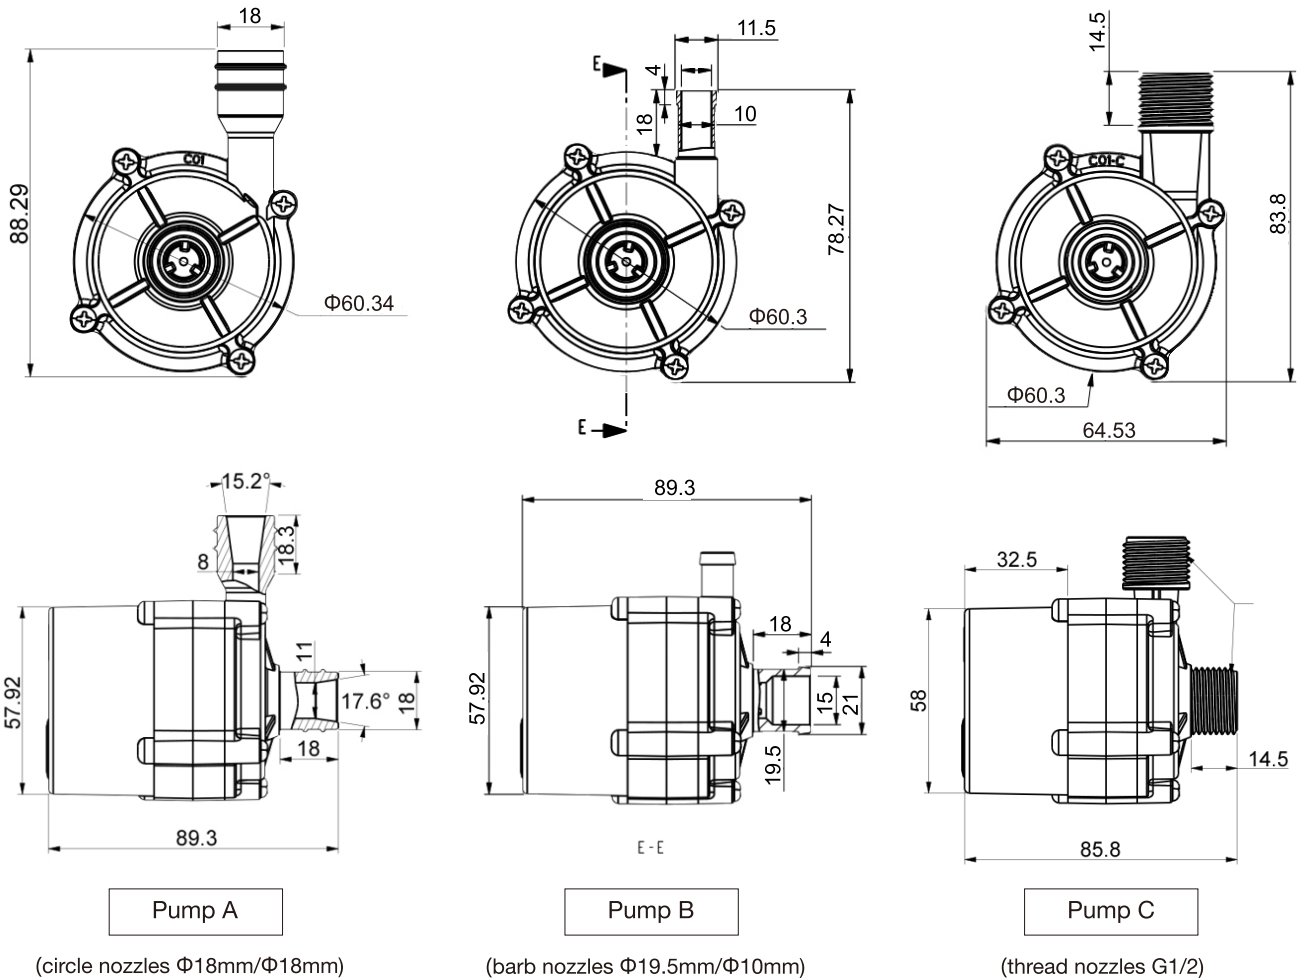 18
88.29
C01
Φ60.34
11.5
E
4
18
10
78.27
Φ60.3
E
14.5
C01-C
83.8
Φ60.3
64.53
15.2°
8
18.3
11
57.92
17.6°
18
18
89.3
89.3
18
4
57.92
15
21
19.5
E-E
32.5
58
14.5
85.8
Pump A
Pump B
Pump C
(circle nozzles Φ18mm/Φ18mm)
(barb nozzles Φ19.5mm/Φ10mm)
(thread nozzles G1/2)